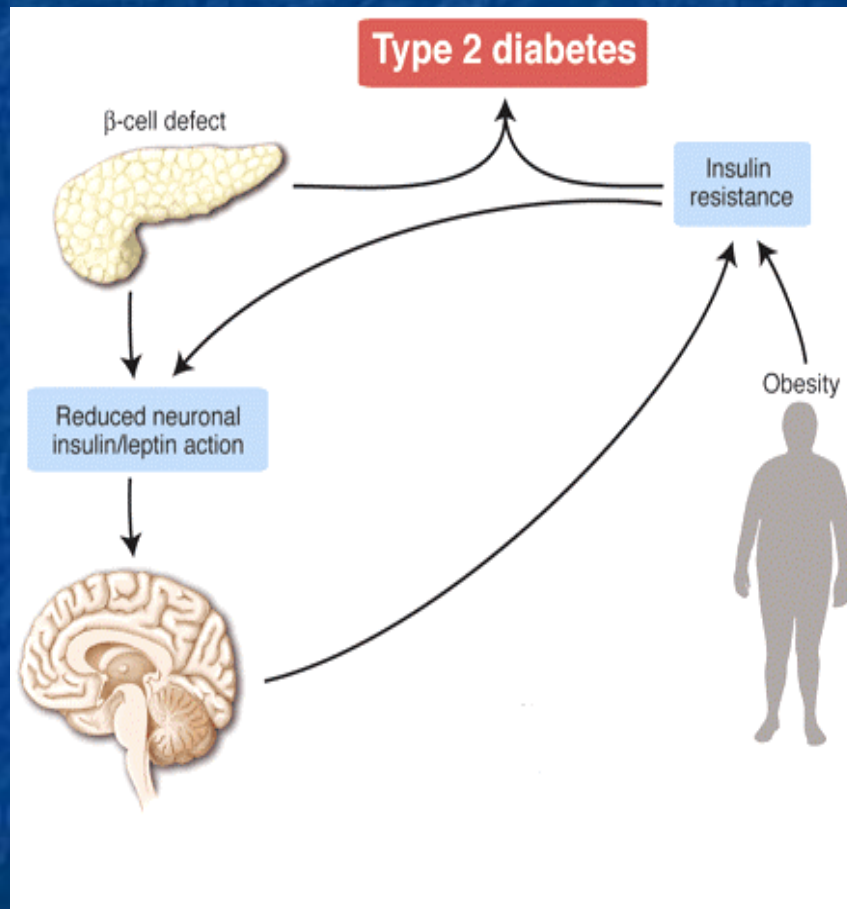 Type 2 diabetes
β-cell defect
Insulin
resistance
Obesity
Reduced neuronal
insulin/leptin action